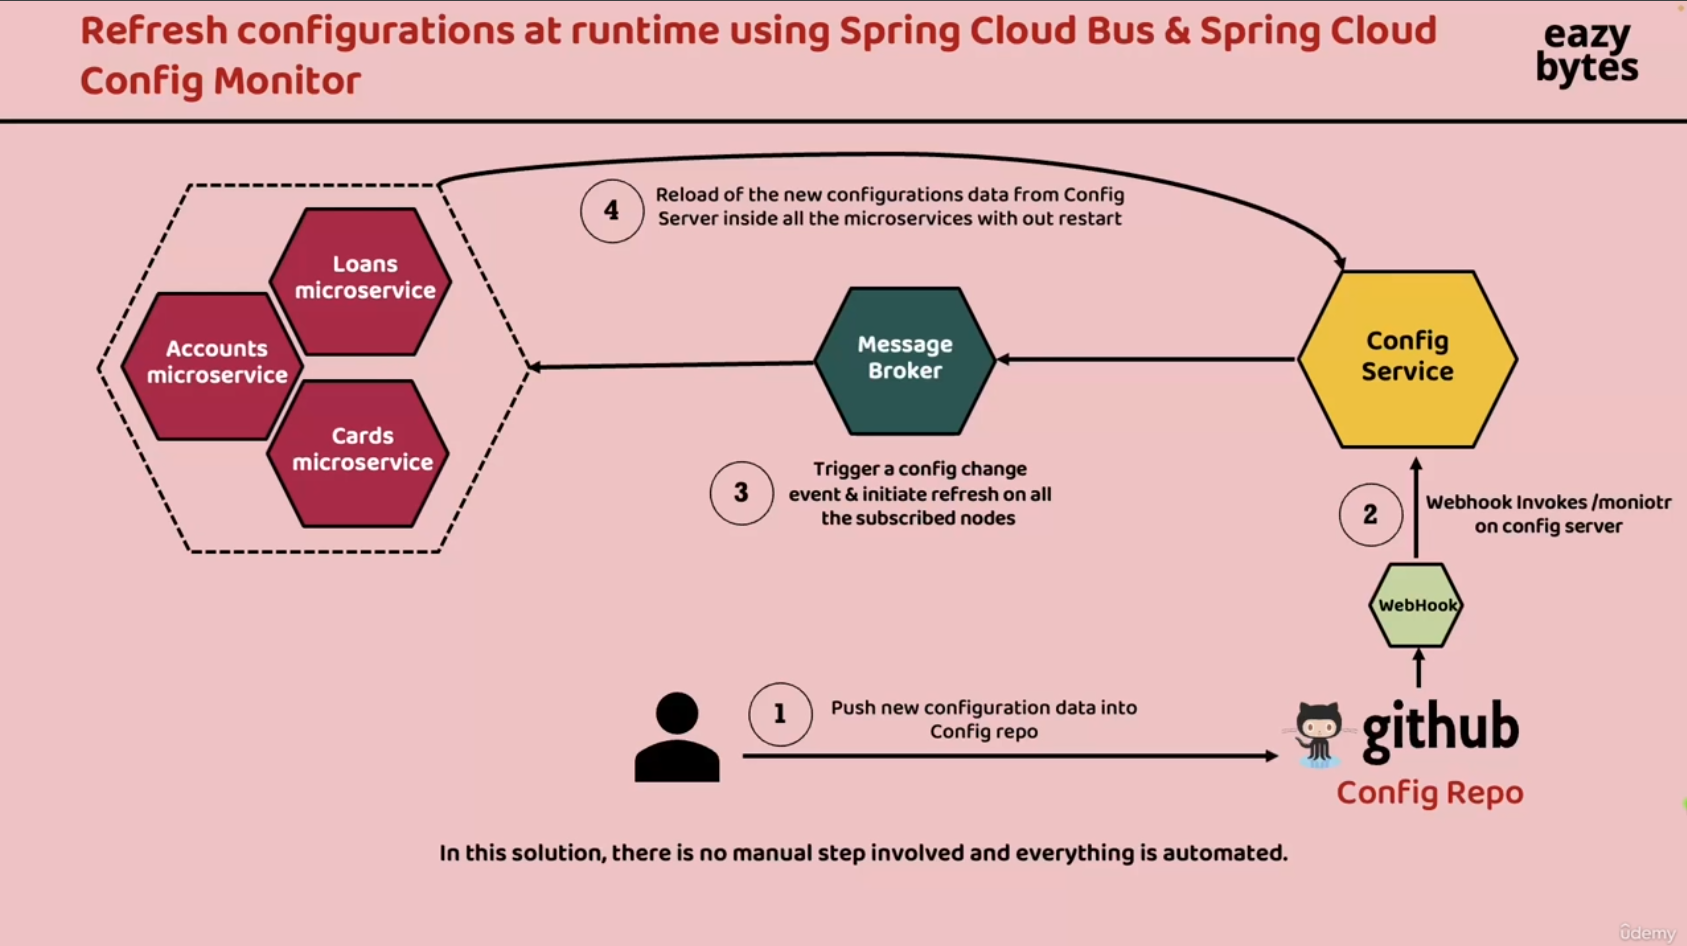 Refresh configurations at runtime using Spring Cloud Bus & Spring Cloud
Config Monitor
eazy
bytes
4
Reload of the new configurations data from Config
Server inside all the microservices with out restart
Loans
microservice
Accounts
microservice
Cards
microservice
Message
Broker
Config
Service
3
Trigger a config change
event & initiate refresh on all
the subscribed nodes
2
Webhook Invokes /moniotr
on config server
WebHook
1
Push new configuration data into
Config repo
github
Config Repo
In this solution, there is no manual step involved and everything is automated.
ûdemy